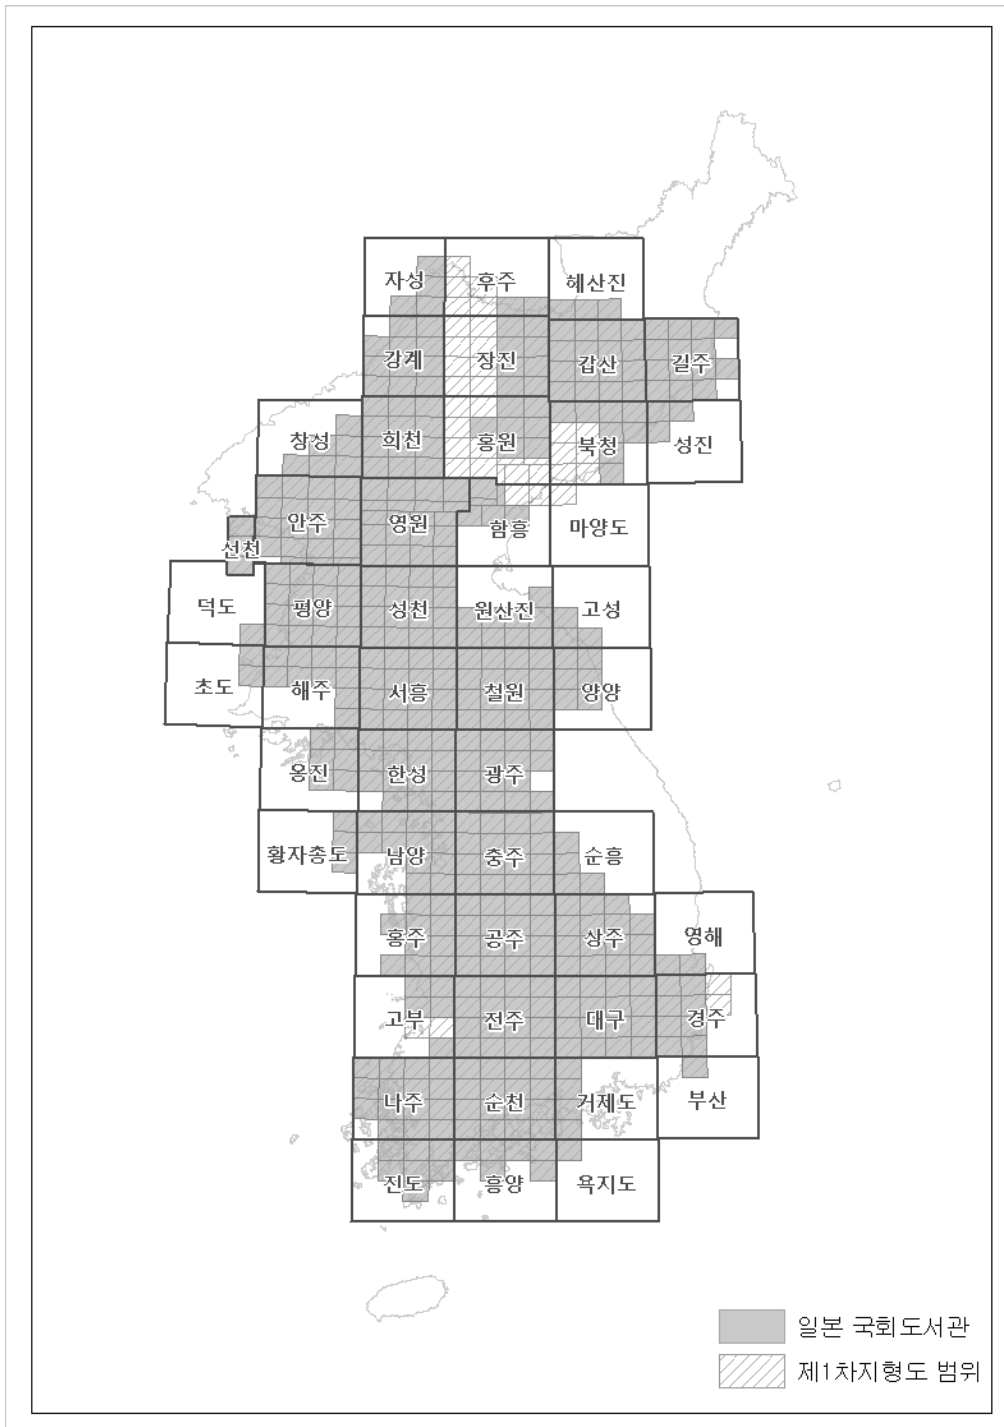 자성
후주
혜산진
강계
장진
갑산
길주
창성
희천
홍원
북청
성진
안주
영원
함흥
마양도
선천
덕도
평양
성천
원산진
고성
초도
해주
서흥
철원
양양
옹진
한성
광주
황자총도
남양
충주
순흥
홍주
공주
상주
영해
고부
전주
대구
경주
나주
순천
거제도
부산
진도
흥양
욕지도
일본 국회도서관
제1차지형도 범위